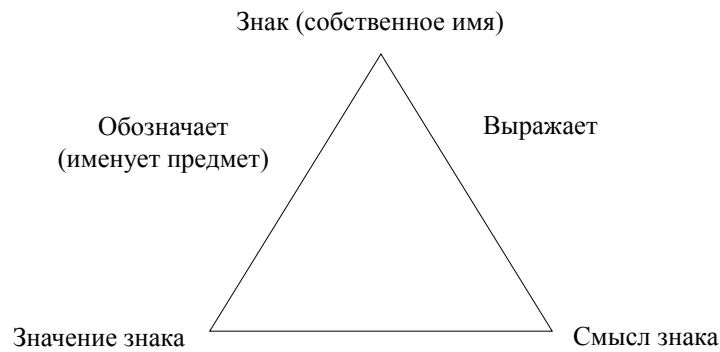 Знак (собственное имя)
Обозначает
(именует предмет)
Выражает
Значение знака
Смысл знака